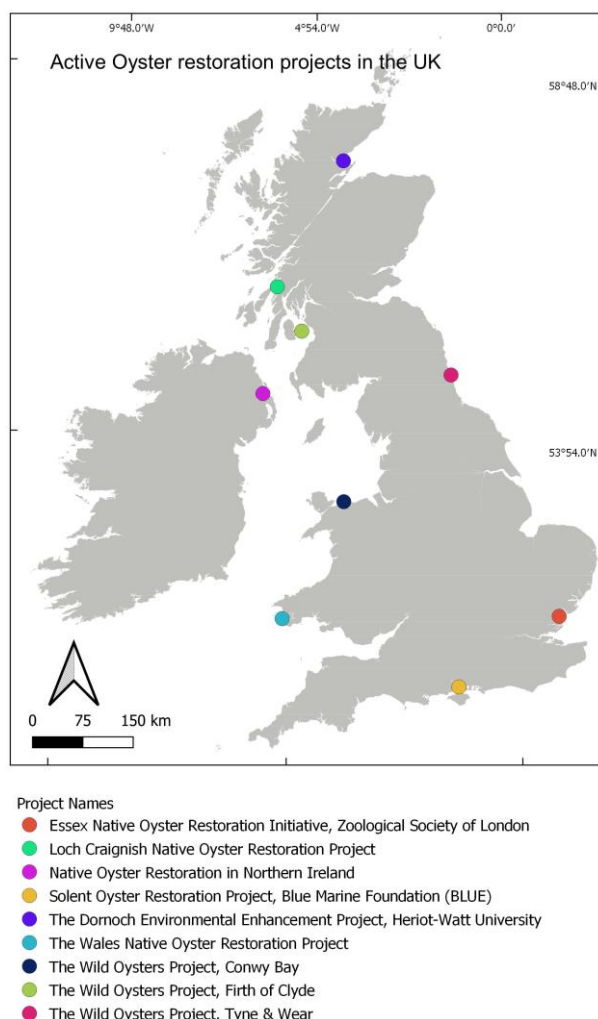 9°48.0'W 4°54.0'W 0°0.0'
Active Oyster restoration projects in the UK
58°48.0'N
53°54.0'N
0 75 150 km
Project Names
Essex Native Oyster Restoration Initiative, Zoological Society of London
Loch Craignish Native Oyster Restoration Project
Native Oyster Restoration in Northern Ireland
Solent Oyster Restoration Project, Blue Marine Foundation (BLUE)
The Dornoch Environmental Enhancement Project, Heriot-Watt University
The Wales Native Oyster Restoration Project
The Wild Oysters Project, Conwy Bay
The Wild Oysters Project, Firth of Clyde
The Wild Oysters Project, Tyne & Wear